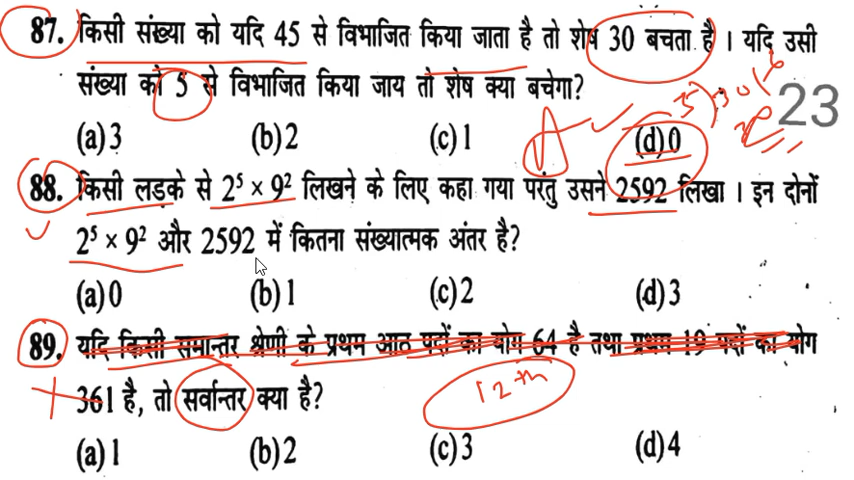 87. किसी संख्या को यदि 45 से विभाजित किया जाता है तो शेष 30 बचता है । यदि उसी
संख्या को 5 से विभाजित किया जाय तो शेष क्या बचेगा?
23
(a) 3 (b) 2 (c) 1 (d) 0
88. किसी लड़के से 2⁵ × 9² लिखने के लिए कहा गया परंतु उसने 2592 लिखा । इन दोनों
2⁵ × 9² और 2592 में कितना संख्यात्मक अंतर है?
(a) 0 (b) 1 (c) 2 (d) 3
89. यदि किसी समान्तर श्रेणी के प्रथम आठ पदों का योग 64 है तथा प्रथम 19 पदों का योग
361 है, तो सर्वान्तर क्या है?
12th
(a) 1 (b) 2 (c) 3 (d) 4